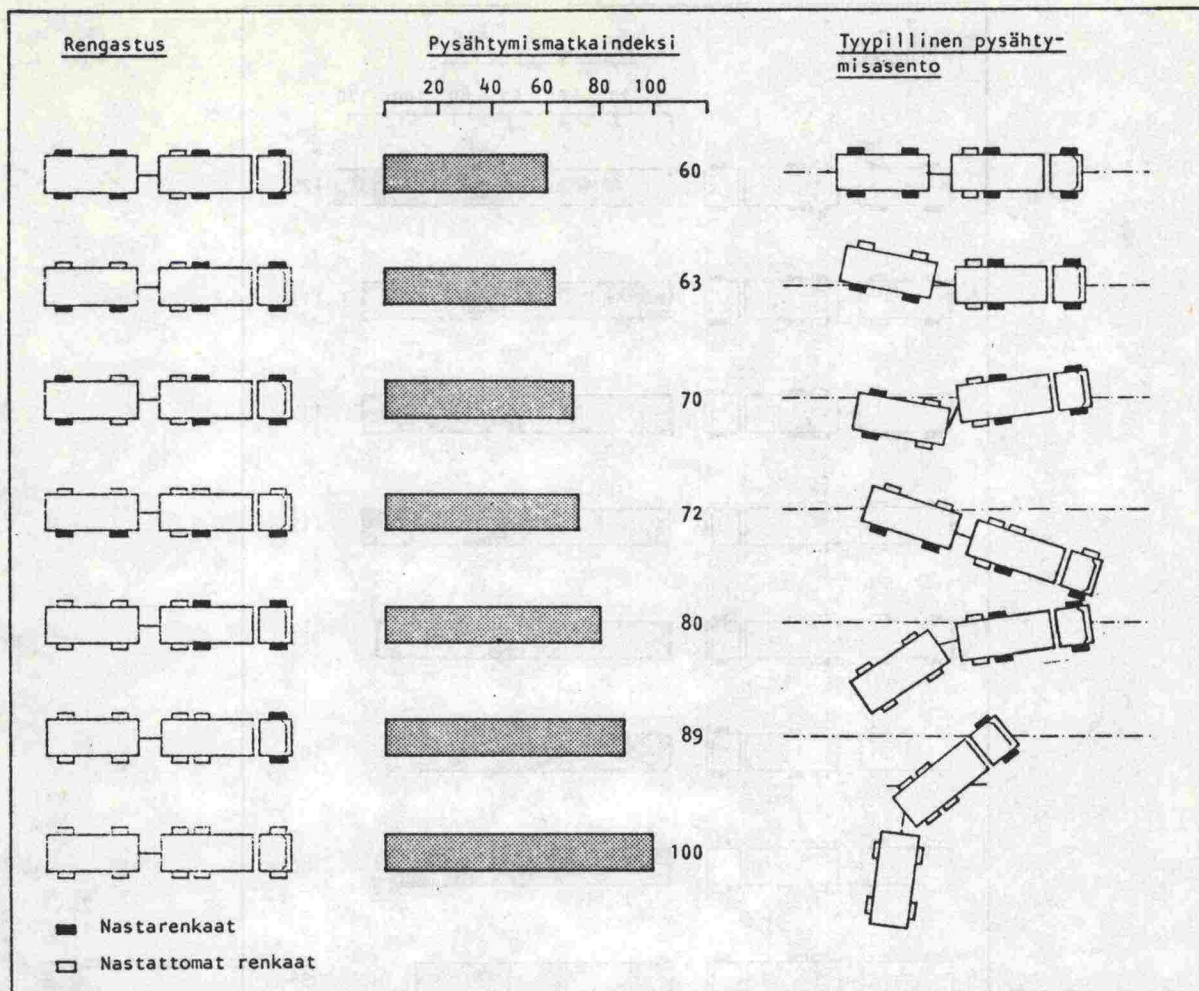 Rengastus
Pysähtymismatkaindeksi
Tyypillinen pysähty-
misasento
20 40 60 80 100
60
63
70
72
80
89
100
Nastarenkaat
Nastattomat renkaat